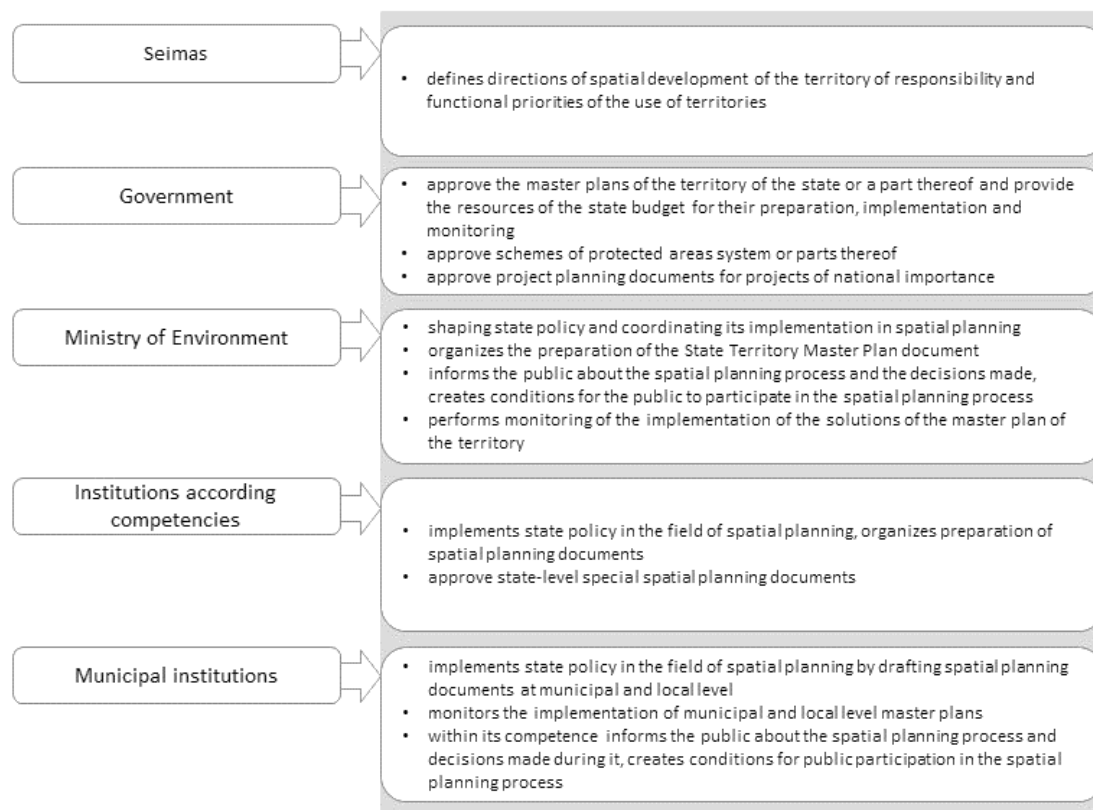 Seimas
• defines directions of spatial development of the territory of responsibility and
functional priorities of the use of territories
Government
• approve the master plans of the territory of the state or a part thereof and provide
the resources of the state budget for their preparation, implementation and
monitoring
• approve schemes of protected areas system or parts thereof
• approve project planning documents for projects of national importance
Ministry of Environment
• shaping state policy and coordinating its implementation in spatial planning
• organizes the preparation of the State Territory Master Plan document
• informs the public about the spatial planning process and the decisions made,
creates conditions for the public to participate in the spatial planning process
• performs monitoring of the implementation of the solutions of the master plan of
the territory
Institutions according
competencies
• implements state policy in the field of spatial planning, organizes preparation of
spatial planning documents
• approve state-level special spatial planning documents
Municipal institutions
• implements state policy in the field of spatial planning by drafting spatial planning
documents at municipal and local level
• monitors the implementation of municipal and local level master plans
• within its competence informs the public about the spatial planning process and
decisions made during it, creates conditions for public participation in the spatial
planning process